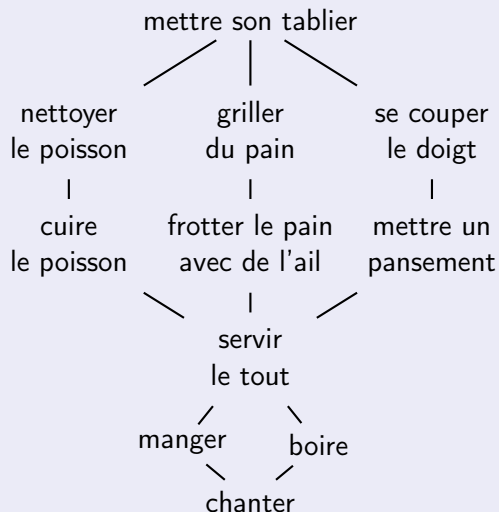 mettre son tablier
nettoyer
le poisson
griller
du pain
se couper
le doigt
cuire
le poisson
frotter le pain
avec de l'ail
mettre un
pansement
servir
le tout
manger
boire
chanter